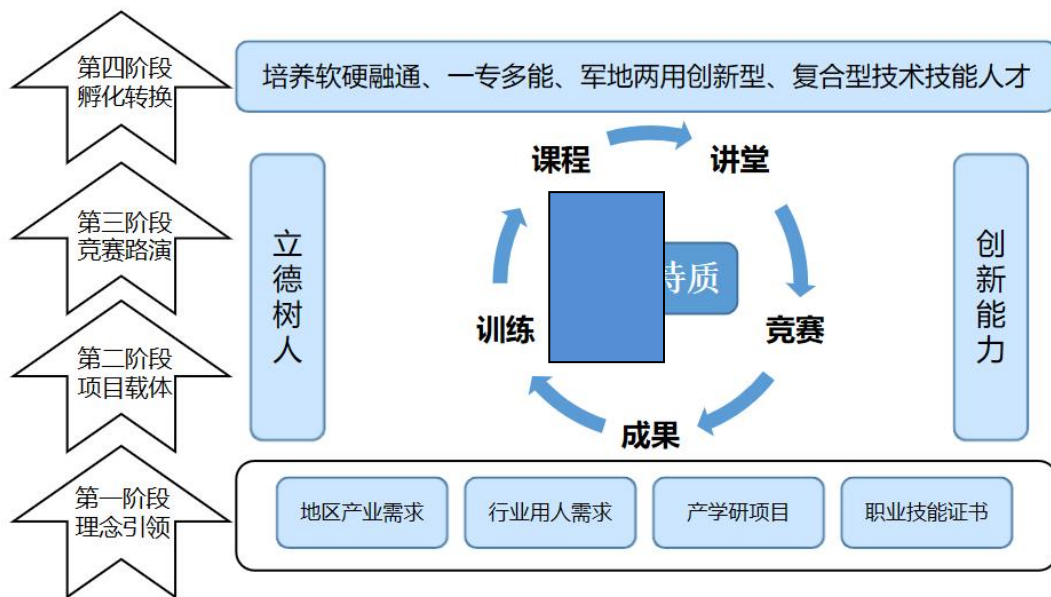 第四阶段
孵化转换
培养软硬融通、一专多能、军地两用创新型、复合型技术技能人才
课程
讲堂
第三阶段
竞赛路演
立德树人
特质
创新能力
训练
竞赛
第二阶段
项目载体
成果
第一阶段
理念引领
地区产业需求
行业用人需求
产学研项目
职业技能证书